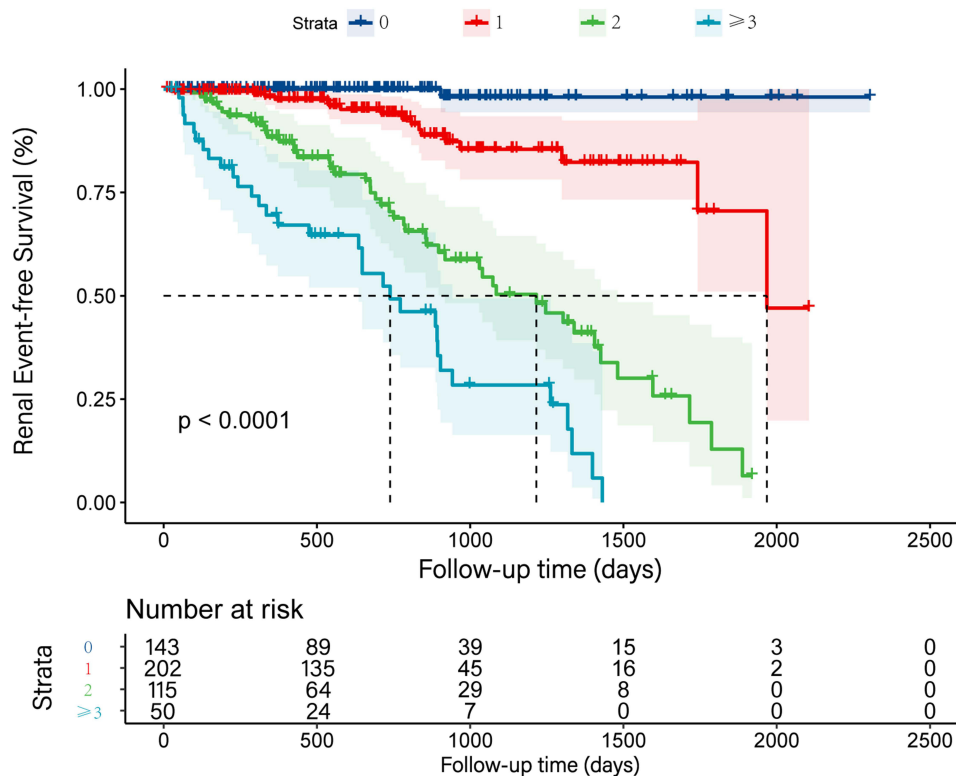 Strata 0 1 2 ⩾3
Renal Event-free Survival (%)
1.00
0.75
0.50
0.25
0.00
p < 0.0001
0 500 1000 1500 2000 2500
Follow-up time (days)
Number at risk
Strata
0 143 89 39 15 3 0
1 202 135 45 16 2 0
2 115 64 29 8 0 0
⩾3 50 24 7 0 0 0
0 500 1000 1500 2000 2500
Follow-up time (days)